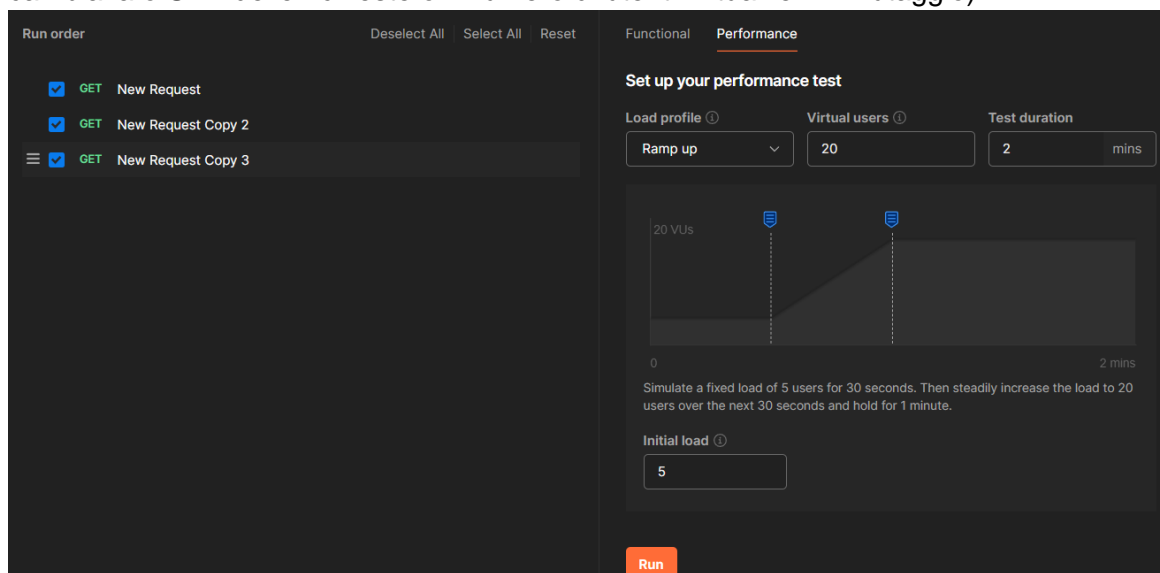 Run order Deselect All Select All Reset
GET New Request
GET New Request Copy 2
GET New Request Copy 3
Functional Performance
Set up your performance test
Load profile Virtual users Test duration
Ramp up 20 2 mins
20 VUs
0 2 mins
Simulate a fixed load of 5 users for 30 seconds. Then steadily increase the load to 20
users over the next 30 seconds and hold for 1 minute.
Initial load
5
Run